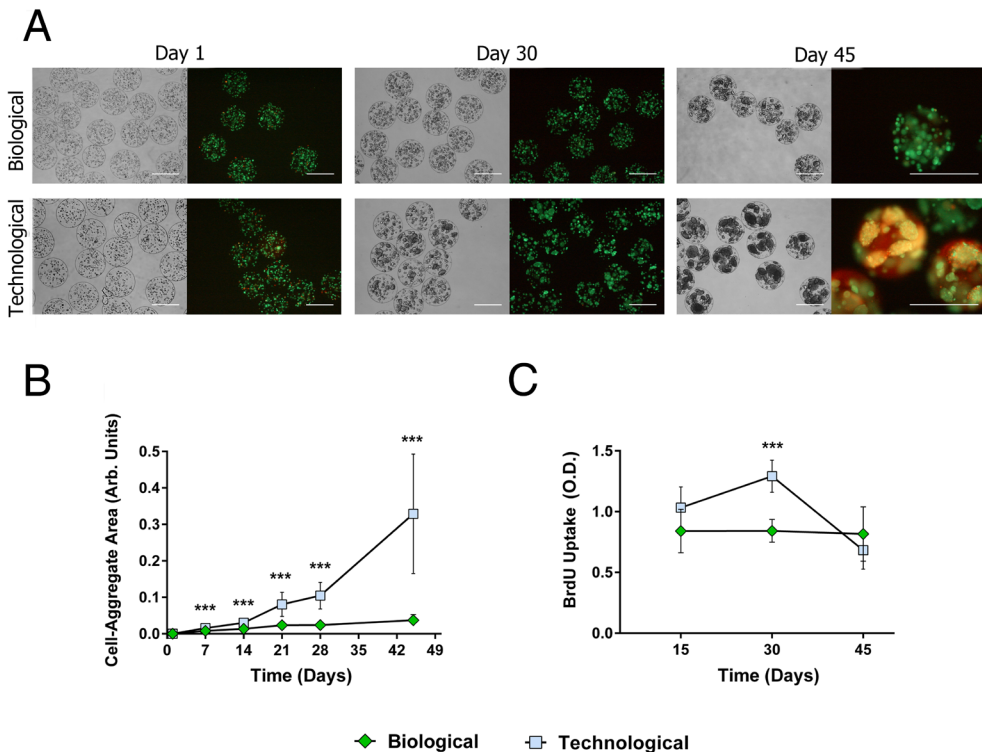 A
Day 1
Day 30
Day 45
Biological
Technological
B
Cell-Aggregate Area (Arb. Units)
0.5
0.4
0.3
0.2
0.1
0.0
***
***
***
***
***
0
7
14
21
28
35
42
49
Time (Days)
C
BrdU Uptake (O.D.)
1.5
1.0
0.5
0.0
***
15
30
45
Time (Days)
Biological
Technological